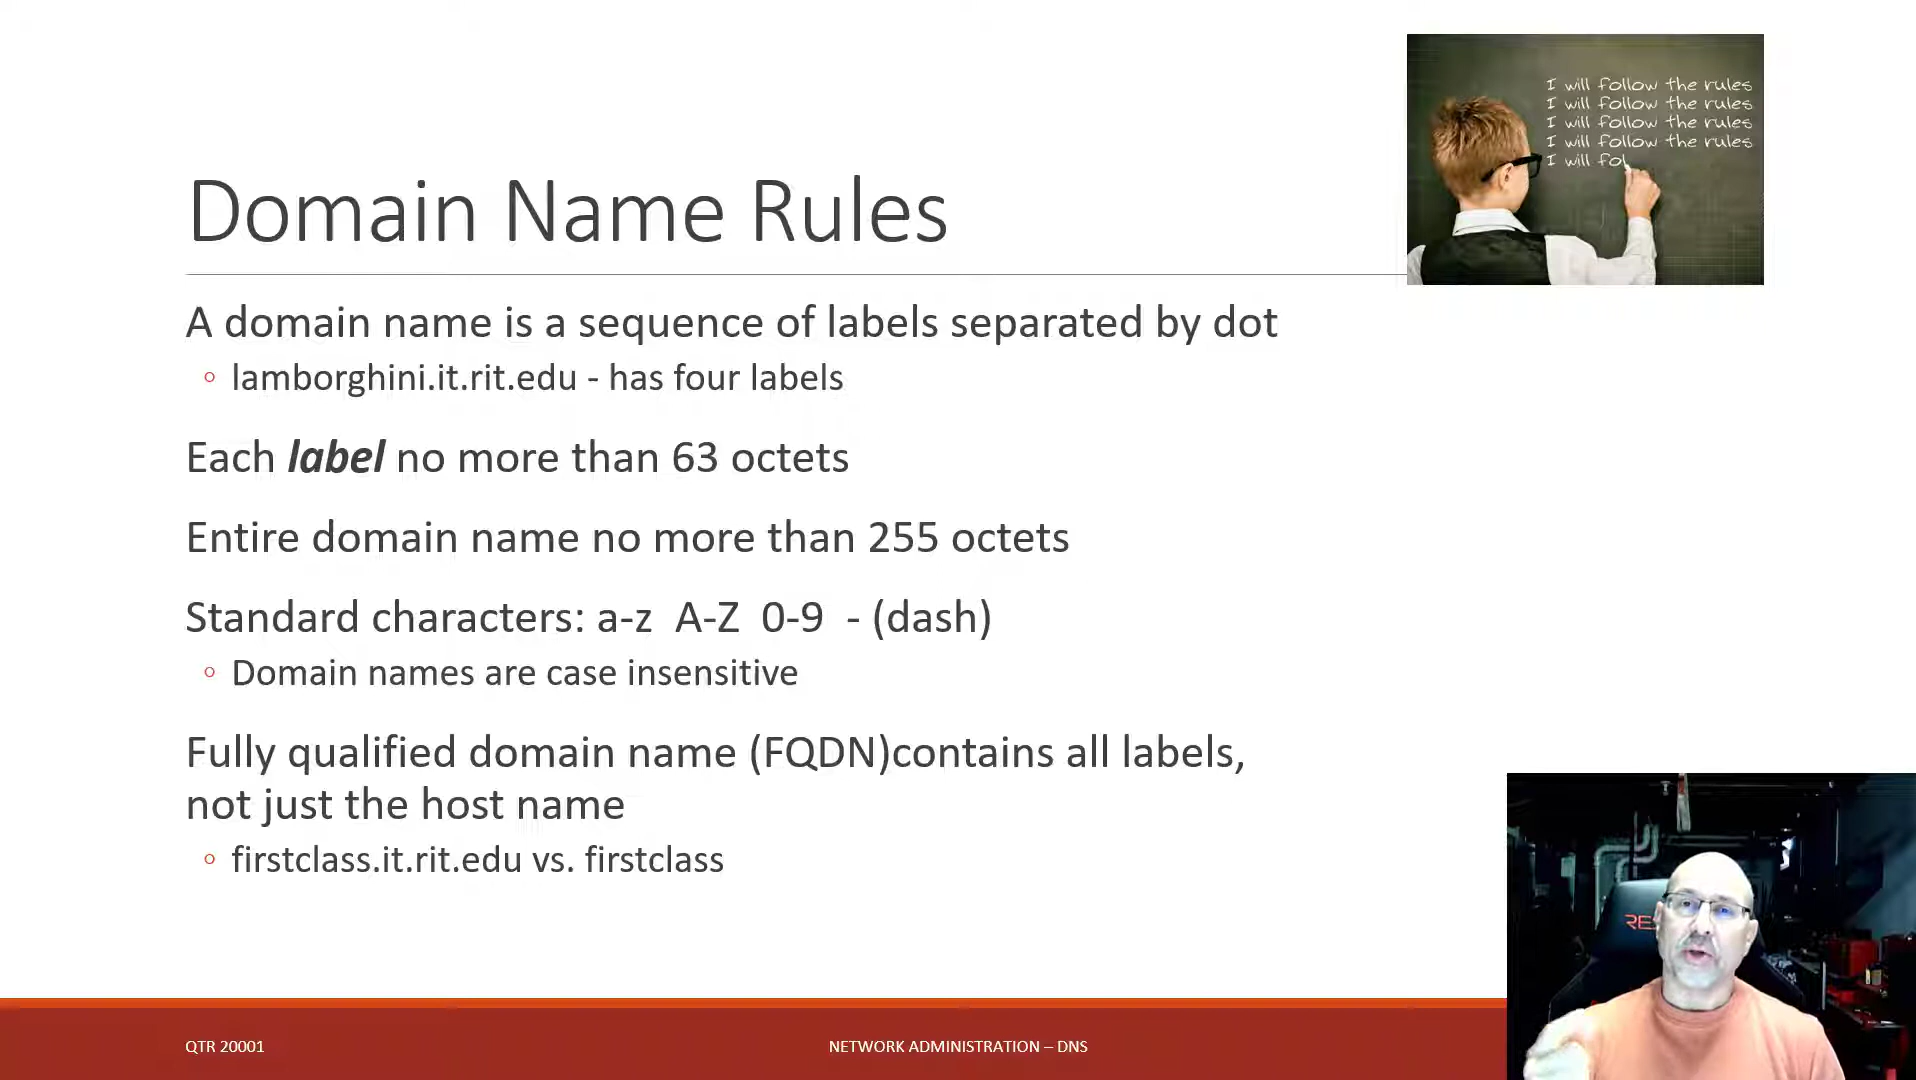 I will follow the rules
I will follow the rules
I will follow the rules
I will follow the rules
I will fol
Domain Name Rules
A domain name is a sequence of labels separated by dot
◦ lamborghini.it.rit.edu - has four labels
Each label no more than 63 octets
Entire domain name no more than 255 octets
Standard characters: a-z A-Z 0-9 - (dash)
◦ Domain names are case insensitive
Fully qualified domain name (FQDN)contains all labels,
not just the host name
◦ firstclass.it.rit.edu vs. firstclass
QTR 20001
NETWORK ADMINISTRATION – DNS